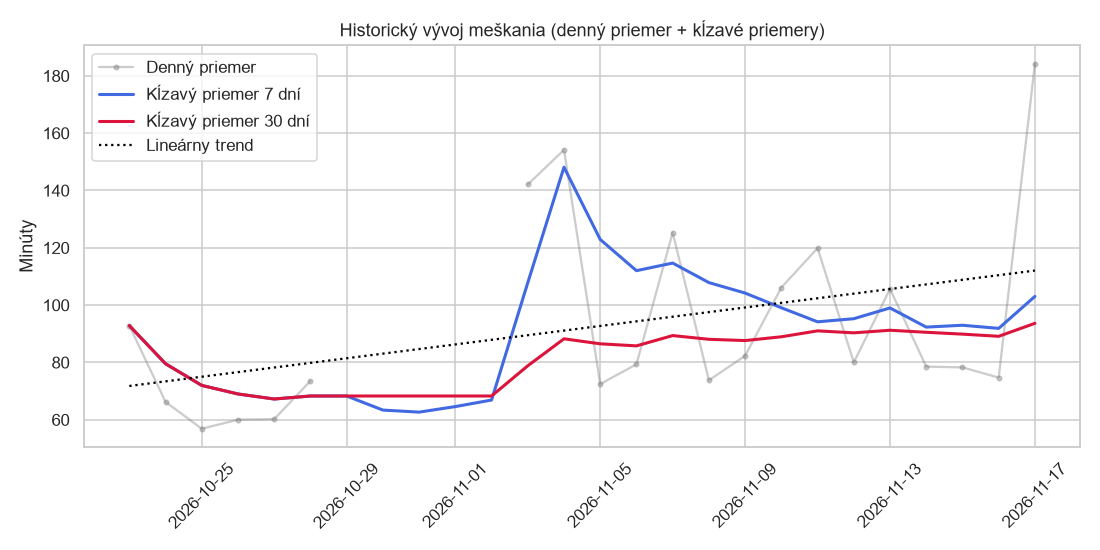 Historický vývoj meškania (denný priemer + kĺzavé priemery)
Denný priemer
Kĺzavý priemer 7 dní
Kĺzavý priemer 30 dní
Lineárny trend
Minúty
180
160
140
120
100
80
60
2026-10-25
2026-10-29
2026-11-01
2026-11-05
2026-11-09
2026-11-13
2026-11-17